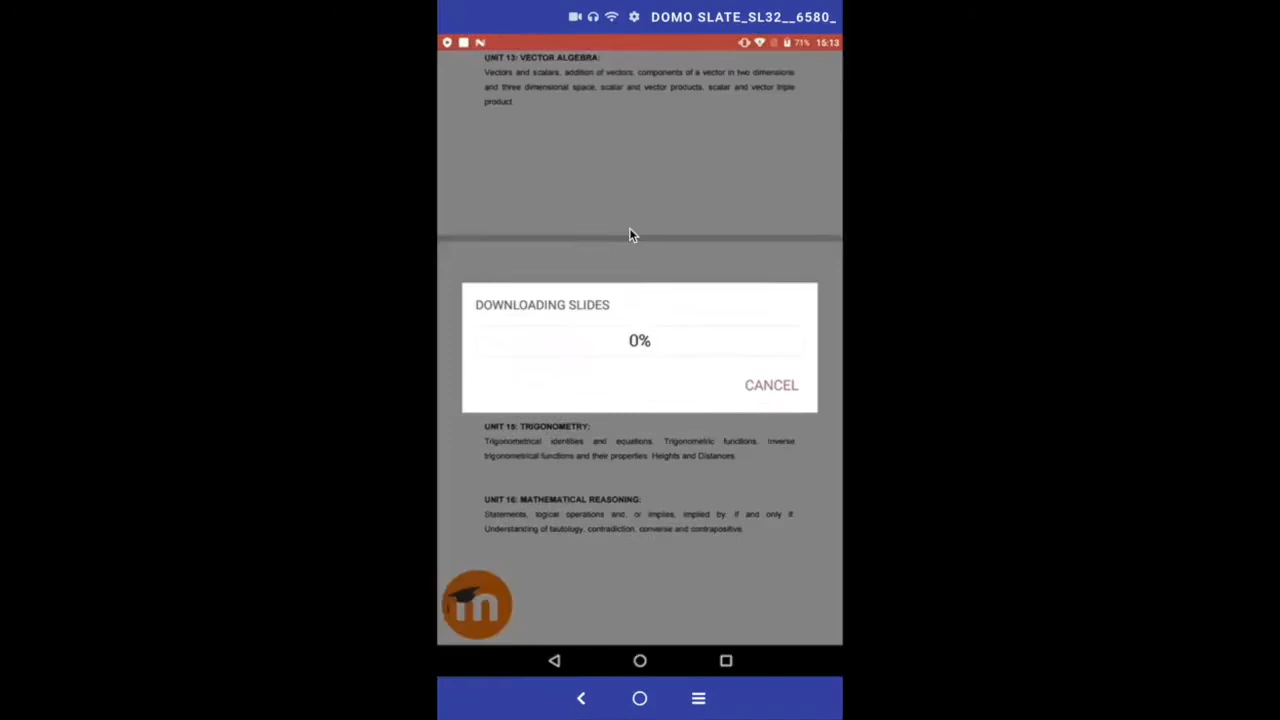 DOMO SLATE_SL32__6580_
71% 15:13
UNIT 13: VECTOR ALGEBRA:
Vectors and scalars, addition of vectors, components of a vector in two dimensions
and three dimensional space, scalar and vector products, scalar and vector triple
product.
DOWNLOADING SLIDES
0%
CANCEL
UNIT 15: TRIGONOMETRY:
Trigonometrical identities and equations. Trigonometric functions. Inverse
trigonometrical functions and their properties. Heights and Distances.
UNIT 16: MATHEMATICAL REASONING:
Statements, logical operations and, or implies, implied by, if and only if.
Understanding of tautology, contradiction, converse and contrapositive.
m